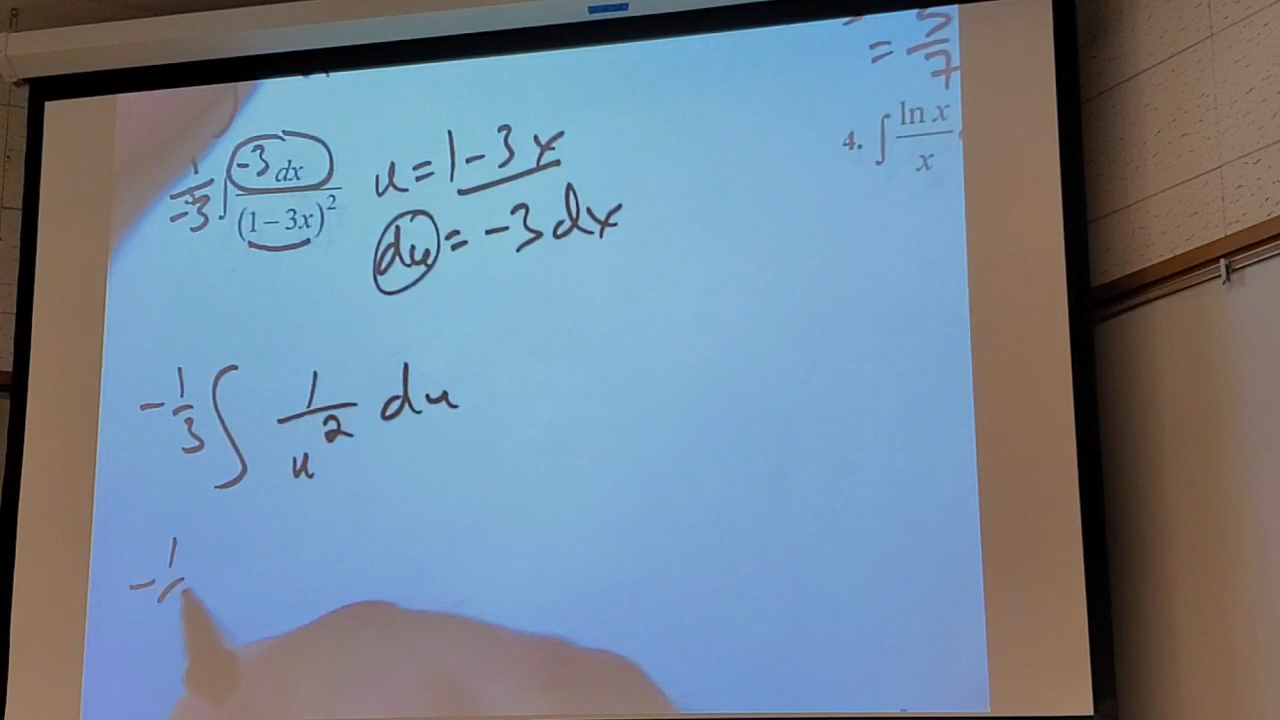 = 5/7
1/-3 ∫ -3 dx/(1-3x)² u = 1-3x
du = -3dx
4. ∫ ln x/x
-1/3 ∫ 1/u² du
-1/